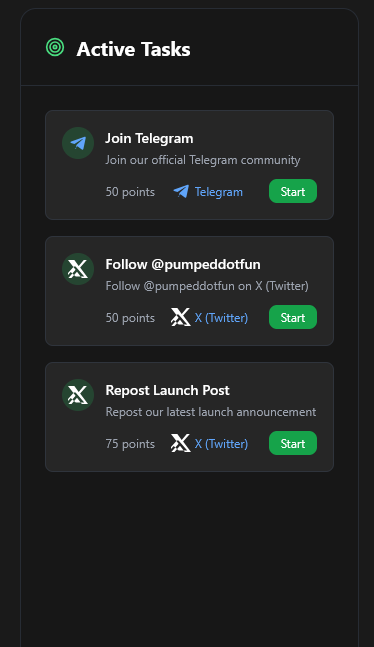 Active Tasks
Join Telegram
Join our official Telegram community
50 points Telegram Start
Follow @pumpeddotfun
Follow @pumpeddotfun on X (Twitter)
50 points X (Twitter) Start
Repost Launch Post
Repost our latest launch announcement
75 points X (Twitter) Start